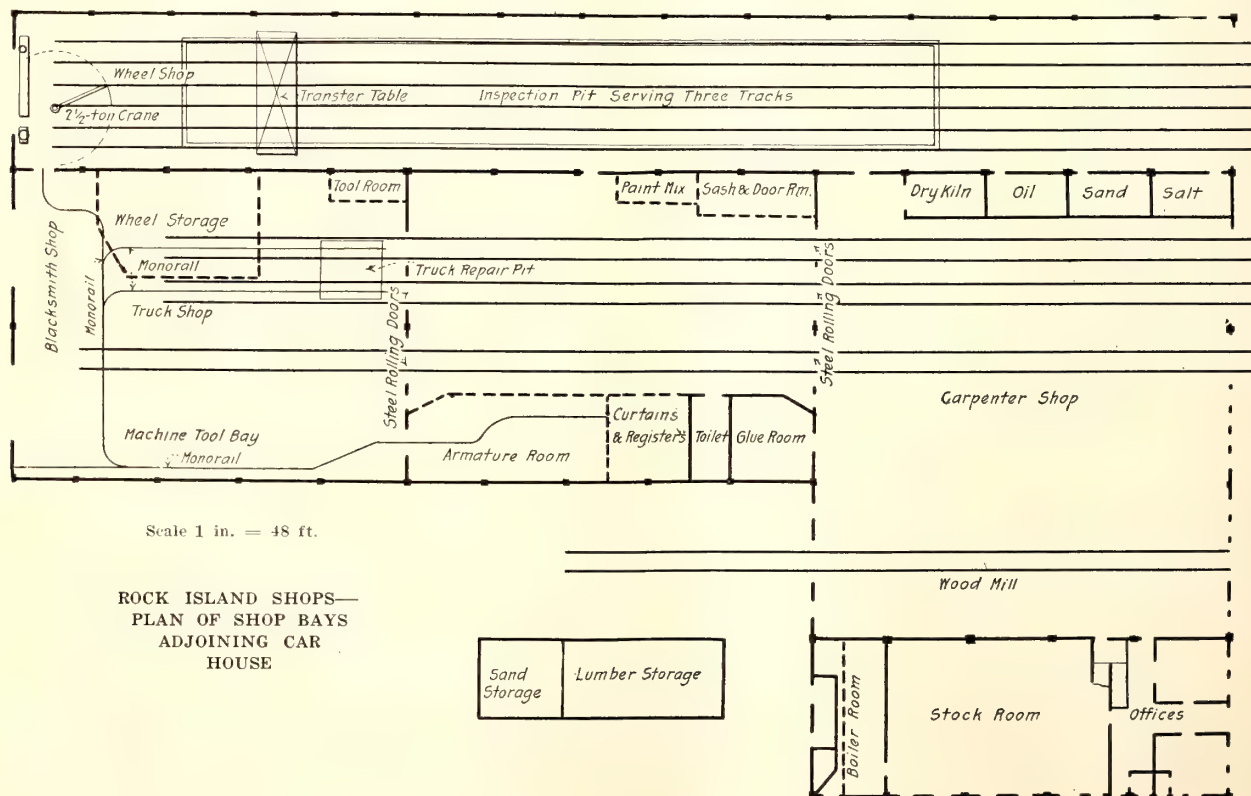 Wheel Shop
2½-ton Crane
Transter Table
Inspection Pit Serving Three Tracks
Tool Room
Paint Mix
Sash & Door Rm.
Dry Kiln
Oil
Sand
Salt
Wheel Storage
Blacksmith Shop
Monorail
Monorail
Truck Repair Pit
Truck Shop
Steel Rolling Doors
Steel Rolling Doors
Carpenter Shop
Machine Tool Bay
Monorail
Armature Room
Curtains
& Registers
Toilet
Glue Room
Scale 1 in. = 48 ft.
ROCK ISLAND SHOPS—
PLAN OF SHOP BAYS
ADJOINING CAR
HOUSE
Wood Mill
Sand
Storage
Lumber Storage
Boiler Room
Stock Room
Offices